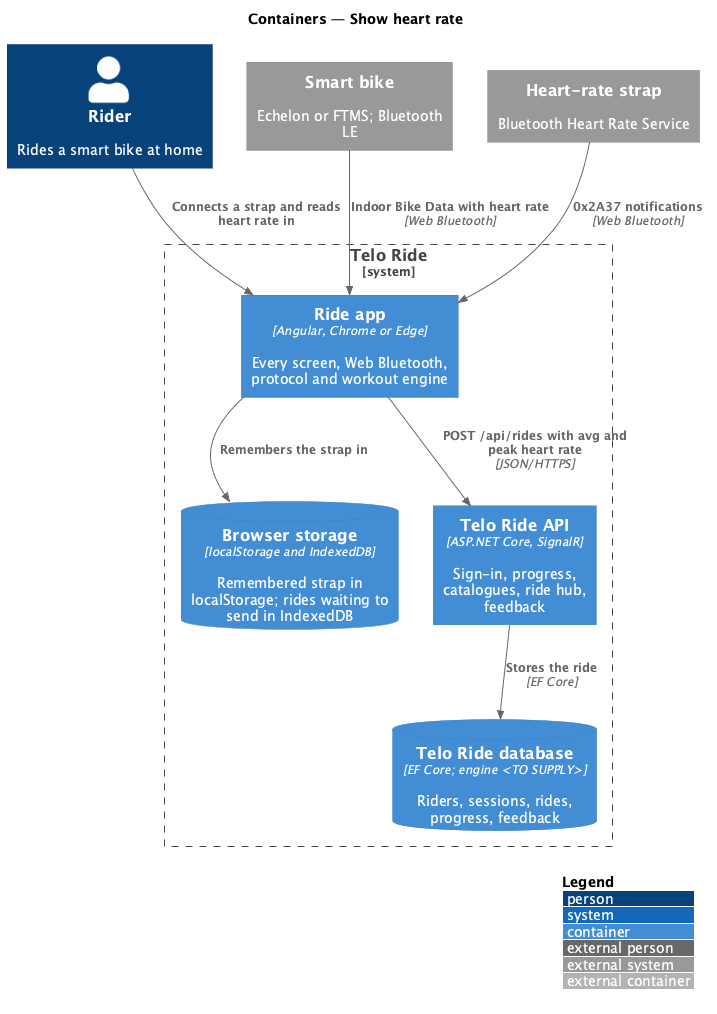 Containers — Show heart rate
Rider
Rides a smart bike at home
Smart bike
Echelon or FTMS; Bluetooth
LE
Heart-rate strap
Bluetooth Heart Rate Service
Connects a strap and reads
heart rate in
Indoor Bike Data with heart rate
[Web Bluetooth]
0x2A37 notifications
[Web Bluetooth]
Telo Ride
[system]
Ride app
[Angular, Chrome or Edge]
Every screen, Web Bluetooth,
protocol and workout engine
Remembers the strap in
POST /api/rides with avg and
peak heart rate
[JSON/HTTPS]
Browser storage
[localStorage and IndexedDB]
Remembered strap in
localStorage; rides waiting to
send in IndexedDB
Telo Ride API
[ASP.NET Core, SignalR]
Sign-in, progress,
catalogues, ride hub,
feedback
Stores the ride
[EF Core]
Telo Ride database
[EF Core; engine <TO SUPPLY>]
Riders, sessions, rides,
progress, feedback
Legend
person
system
container
external person
external system
external container